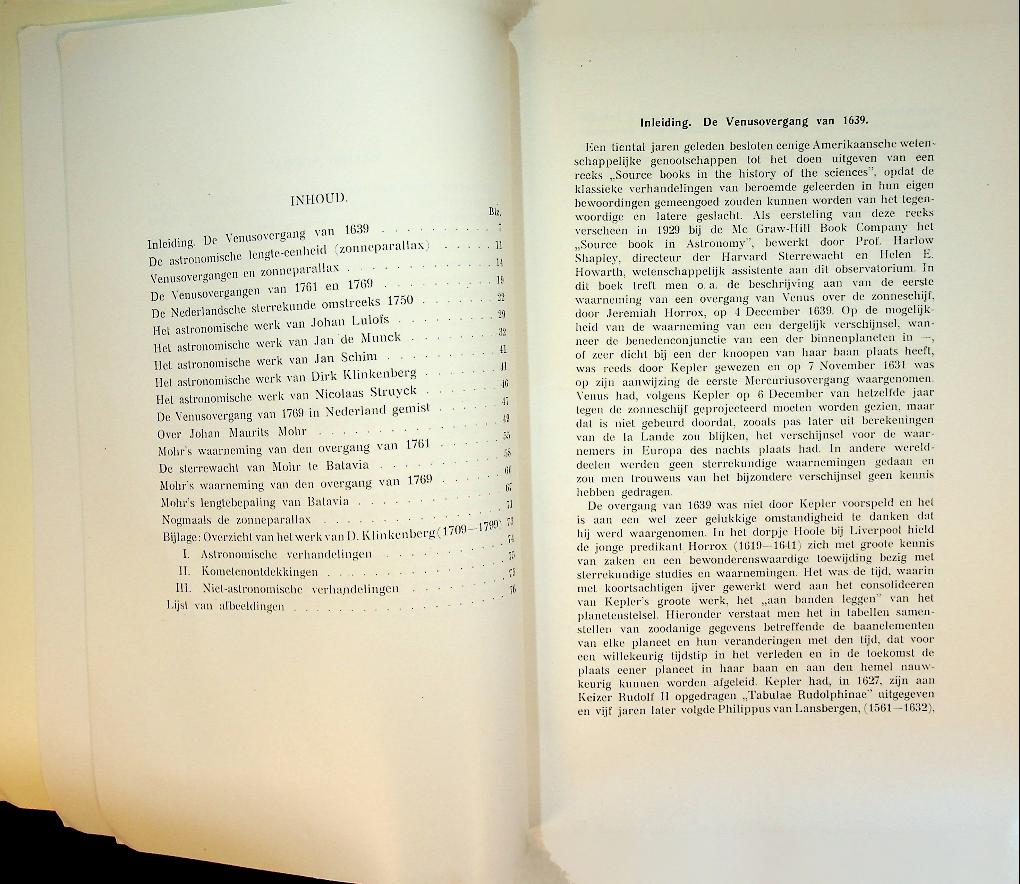 INHOUD.
Blz.
Inleiding. De Venusovergang van 1639 . . . . . . . . . 7
De astronomische lengte-eenheid (zonneparallax) . . . . . 11
Venusovergangen en zonneparallax . . . . . . . . . . 14
De Venusovergangen van 1761 en 1769 . . . . . . . . 19
De Nederlandsche sterrekunde omstreeks 1750 . . . . . . 22
Het astronomische werk van Johan Lulofs . . . . . . . 29
Het astronomische werk van Jan de Munck . . . . . . . 32
Het astronomische werk van Jan Schim . . . . . . . . 41
Het astronomische werk van Dirk Klinkenberg . . . . . . 41
Het astronomische werk van Nicolaas Struyck . . . . . . 46
De Venusovergang van 1769 in Nederland gemist . . . . . 47
Over Johan Maurits Mohr . . . . . . . . . . . . 49
Mohr's waarneming van den overgang van 1761 . . . . . 55
De sterrewacht van Mohr te Batavia . . . . . . . . . 58
Mohr's waarneming van den overgang van 1769 . . . . . 60
Mohr's lengtebepaling van Batavia . . . . . . . . . 67
Nogmaals de zonneparallax . . . . . . . . . . . 71
Bijlage: Overzicht van het werk van D. Klinkenberg (1709—1799) 73
I. Astronomische verhandelingen . . . . . . . . . 74
II. Kometenontdekkingen . . . . . . . . . . . 75
III. Niet-astronomische verhandelingen . . . . . . . 75
Lijst van afbeeldingen . . . . . . . . . . . . . 76
Inleiding. De Venusovergang van 1639.
Een tiental jaren geleden besloten eenige Amerikaansche weten-
schappelijke genootschappen tot het doen uitgeven van een
reeks „Source books in the history of the sciences”, opdat de
klassieke verhandelingen van beroemde geleerden in hun eigen
bewoordingen gemeengoed zouden kunnen worden van het tegen-
woordige en latere geslacht. Als eersteling van deze reeks
verscheen in 1929 bij de Mc Graw-Hill Book Company het
„Source book in Astronomy”, bewerkt door Prof. Harlow
Shapley, directeur der Harvard Sterrewacht en Helen E.
Howarth, wetenschappelijk assistente aan dit observatorium. In
dit boek treft men o. a. de beschrijving aan van de eerste
waarneming van een overgang van Venus over de zonneschijf,
door Jeremiah Horrox, op 4 December 1639. Op de mogelijk-
heid van de waarneming van een dergelijk verschijnsel, wan-
neer de benedenconjunctie van een der binnenplaneten in —,
of zeer dicht bij een der knoopen van haar baan plaats heeft,
was reeds door Kepler gewezen en op 7 November 1631 was
op zijn aanwijzing de eerste Mercuriusovergang waargenomen.
Venus had, volgens Kepler op 6 December van hetzelfde jaar
tegen de zonneschijf geprojecteerd moeten worden gezien, maar
dat is niet gebeurd doordat, zooals pas later uit berekeningen
van de la Lande zou blijken, het verschijnsel voor de waar-
nemers in Europa des nachts plaats had. In andere wereld-
deelen werden geen sterrekundige waarnemingen gedaan en
zou men trouwens van het bijzondere verschijnsel geen kennis
hebben gedragen.
De overgang van 1639 was niet door Kepler voorspeld en het
is aan een wel zeer gelukkige omstandigheid te danken dat
hij werd waargenomen. In het dorpje Hoole bij Liverpool hield
de jonge predikant Horrox (1619—1641) zich met groote kennis
van zaken en een bewonderenswaardige toewijding bezig met
sterrekundige studies en waarnemingen. Het was de tijd, waarin
met koortsachtigen ijver gewerkt werd aan het consolideeren
van Kepler's groote werk, het „aan banden leggen” van het
planetenstelsel. Hieronder verstaat men het in tabellen samen-
stellen van zoodanige gegevens betreffende de baanelementen
van elke planeet en hun veranderingen met den tijd, dat voor
een willekeurig tijdstip in het verleden en in de toekomst de
plaats eener planeet in haar baan en aan den hemel nauw-
keurig kunnen worden afgeleid. Kepler had, in 1627, zijn aan
Keizer Rudolf II opgedragen „Tabulae Rudolphinae” uitgegeven
en vijf jaren later volgde Philippus van Lansbergen, (1561—1632),